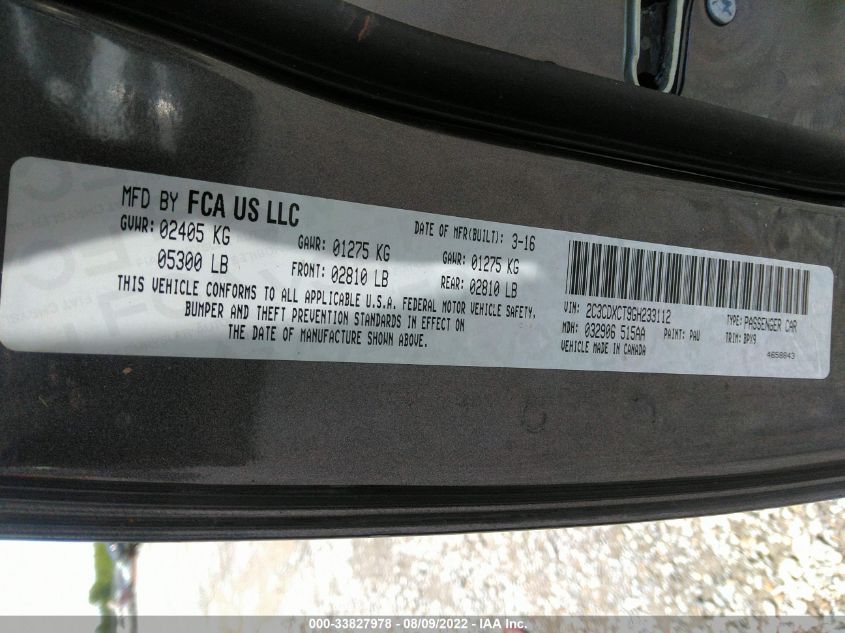 MFD BY FCA US LLC
DATE OF MFR(BUILT): 3-16
GVWR: 02405 KG
GAWR: 01275 KG
GAWR: 01275 KG
05300 LB
FRONT: 02810 LB
REAR: 02810 LB
THIS VEHICLE CONFORMS TO ALL APPLICABLE U.S.A. FEDERAL MOTOR VEHICLE SAFETY,
BUMPER AND THEFT PREVENTION STANDARDS IN EFFECT ON
THE DATE OF MANUFACTURE SHOWN ABOVE.
VIN: 2C3CDXCT9GH233112
TYPE: PASSENGER CAR
MDH: 032906 515AA
PAINT: PAU
TRIM: BPX9
VEHICLE MADE IN CANADA
4658843
000-33827978 - 08/09/2022 - IAA Inc.